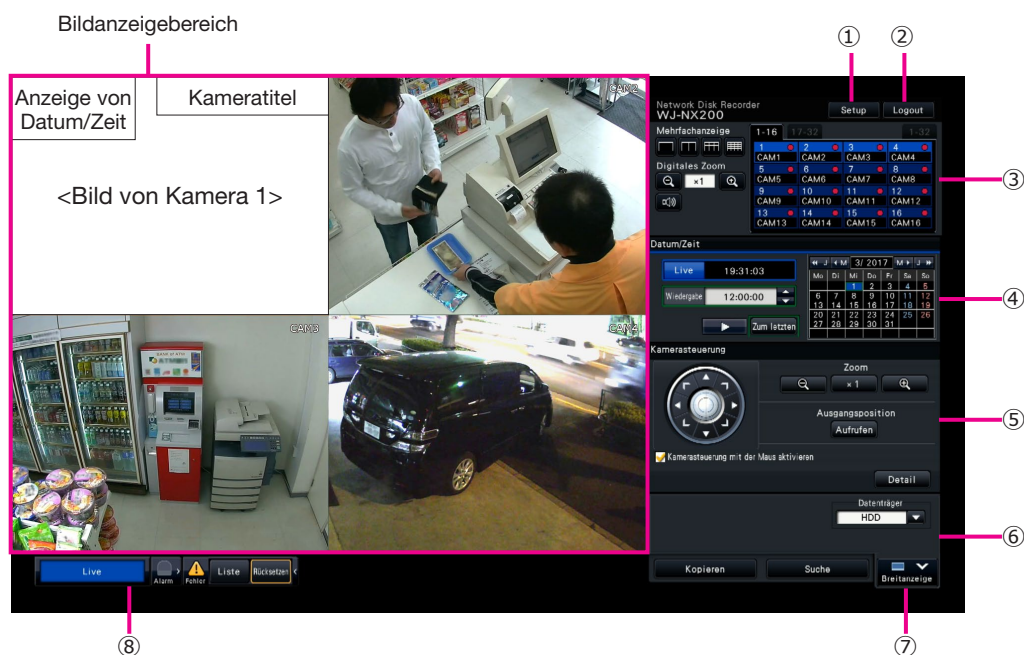 Bildanzeigebereich
① ②
Anzeige von
Datum/Zeit
Kameratitel
<Bild von Kamera 1>
CAM2
CAM3
CAM4
Network Disk Recorder
WJ-NX200
Setup Logout
Mehrfachanzeige
1-16 17-32 1-32
1 2 3 4
CAM1 CAM2 CAM3 CAM4
5 6 7 8
CAM5 CAM6 CAM7 CAM8
9 10 11 12
CAM9 CAM10 CAM11 CAM12
13 14 15 16
CAM13 CAM14 CAM15 CAM16
Digitales Zoom
×1
③
Datum/Zeit
Live 19:31:03
Wiedergabe 12:00:00
Zum letzten
J M 3/ 2017 M J
Mo Di Mi Do Fr Sa So
1 2 3 4 5
6 7 8 9 10 11 12
13 14 15 16 17 18 19
20 21 22 23 24 25 26
27 28 29 30 31
④
Kamerasteuerung
Zoom
×1
Ausgangsposition
Aufrufen
Kamerasteuerung mit der Maus aktivieren
Detail
⑤
Datenträger
HDD
⑥
Kopieren Suche
Breitanzeige
Live Alarm Fehler Liste Rücksetzen
⑧ ⑦